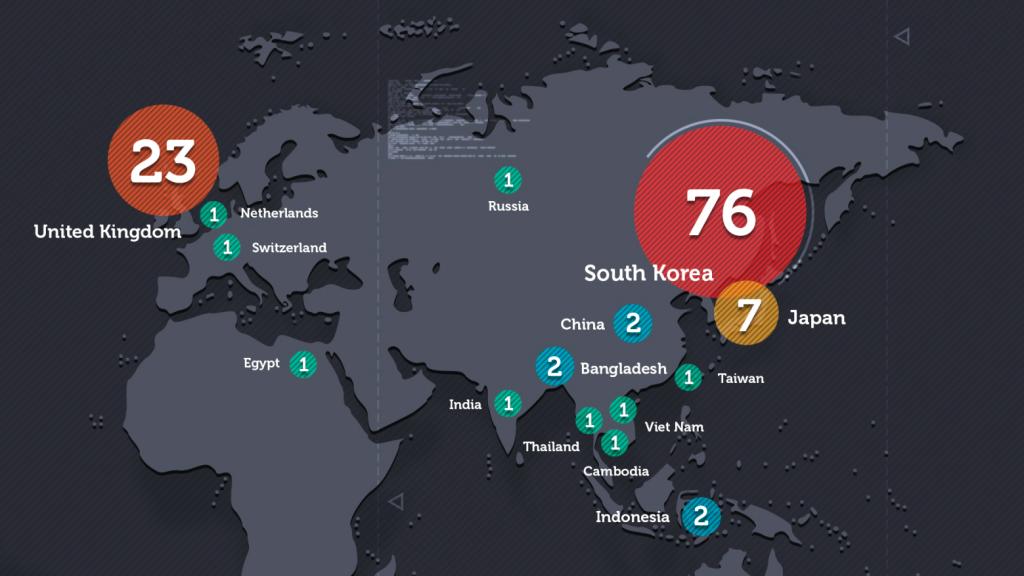 23
United Kingdom
1
Netherlands
1
Switzerland
1
Russia
76
South Korea
7
Japan
China
2
2
Bangladesh
Egypt
1
1
Taiwan
India
1
1
Thailand
1
Viet Nam
1
Cambodia
Indonesia
2